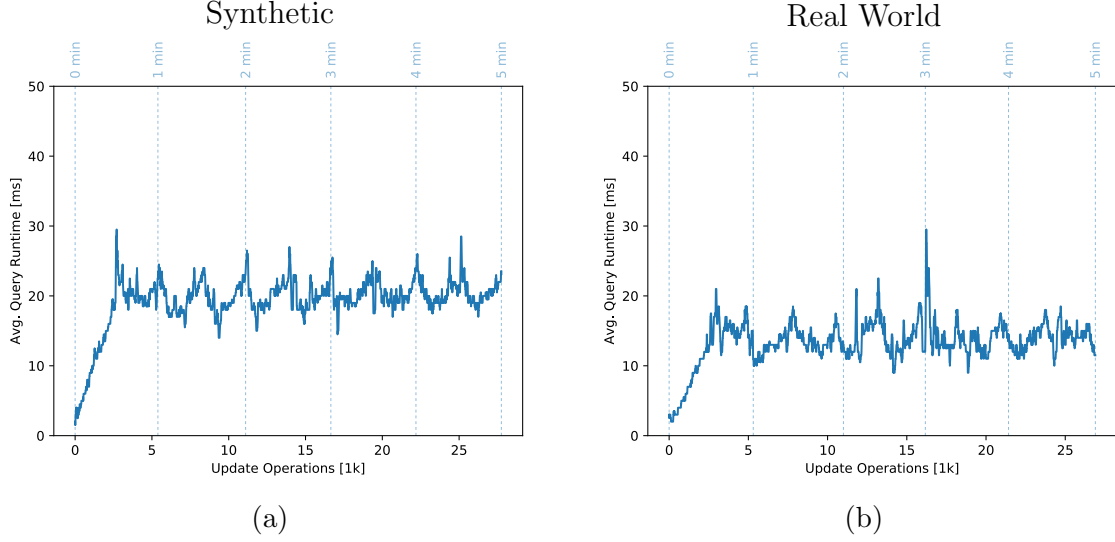 Synthetic
0 min
1 min
2 min
3 min
4 min
5 min
50
40
30
20
10
0
Avg. Query Runtime [ms]
0
5
10
15
20
25
Update Operations [1k]
(a)
Real World
0 min
1 min
2 min
3 min
4 min
5 min
50
40
30
20
10
0
Avg. Query Runtime [ms]
0
5
10
15
20
25
Update Operations [1k]
(b)